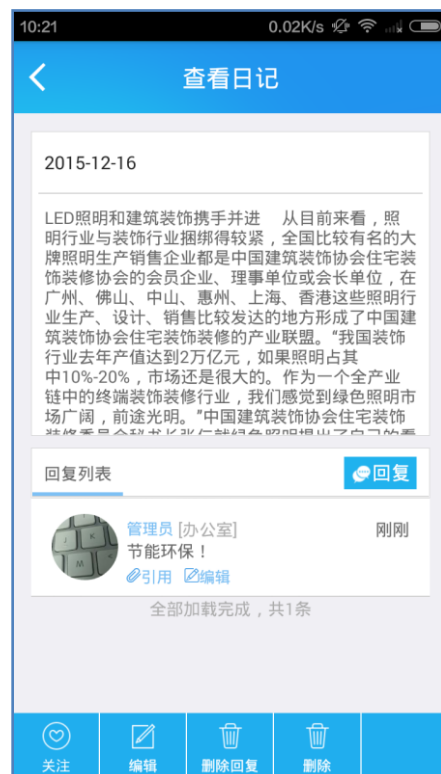 10:21 0.02K/s
查看日记
2015-12-16
LED照明和建筑装饰携手并进 从目前来看，照
明行业与装饰行业捆绑得较紧，全国比较有名的大
牌照明生产销售企业都是中国建筑装饰协会住宅装
饰装修协会的会员企业、理事单位或会长单位，在
广州、佛山、中山、惠州、上海、香港这些照明行
业生产、设计、销售比较发达的地方形成了中国建
筑装饰协会住宅装饰装修的产业联盟。“我国装饰
行业去年产值达到2万亿元，如果照明占其
中10%-20%，市场还是很大的。作为一个全产业
链中的终端装饰装修行业，我们感觉到绿色照明市
场广阔，前途光明。”中国建筑装饰协会住宅装饰
回复列表 回复
管理员 [办公室] 刚刚
节能环保！
引用 编辑
全部加载完成，共1条
关注 编辑 删除回复 删除